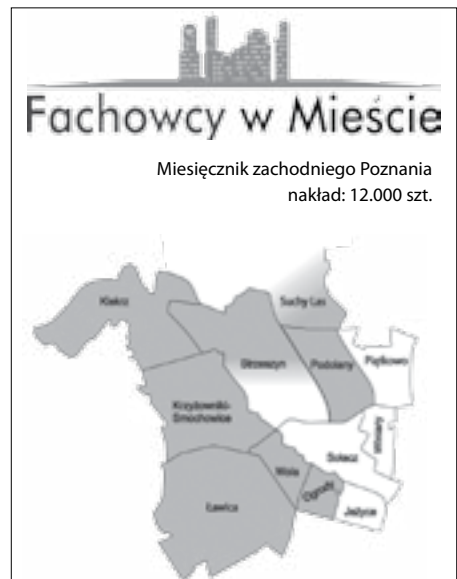 Fachowcy w Mieście
Miesięcznik zachodniego Poznania
nakład: 12.000 szt.
Kiekrz
Suchy Las
Strzeszyn
Podolany
Piątkowo
Krzyżowniki-
Smochowice
Winiary
Sołacz
Wola
Ogrody
Ławica
Jeżyce